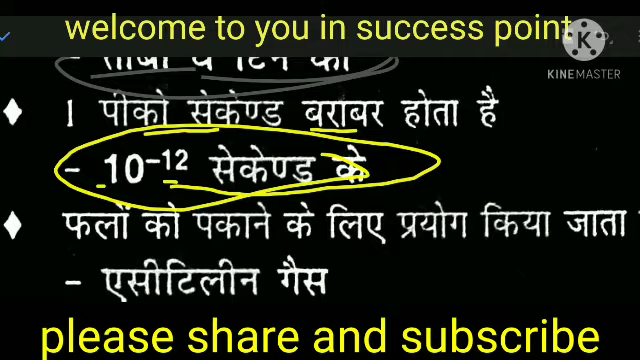 welcome to you in success point
KINEMASTER
- तांबा व टिन का
1 पीको सेकेण्ड बराबर होता है
- 10⁻¹² सेकेण्ड के
फलों को पकाने के लिए प्रयोग किया जाता
- एसीटिलीन गैस
please share and subscribe